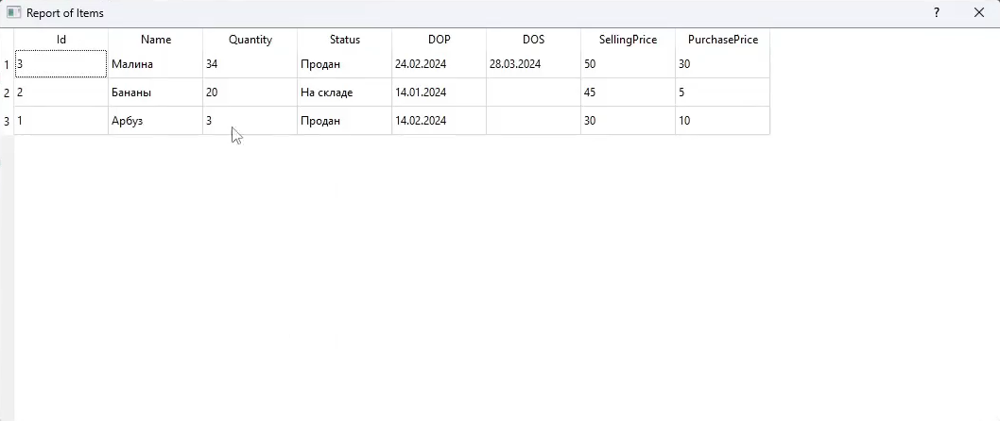 Report of Items ?
Id Name Quantity Status DOP DOS SellingPrice PurchasePrice
1 3 Малина 34 Продан 24.02.2024 28.03.2024 50 30
2 2 Бананы 20 На складе 14.01.2024 45 5
3 1 Арбуз 3 Продан 14.02.2024 30 10